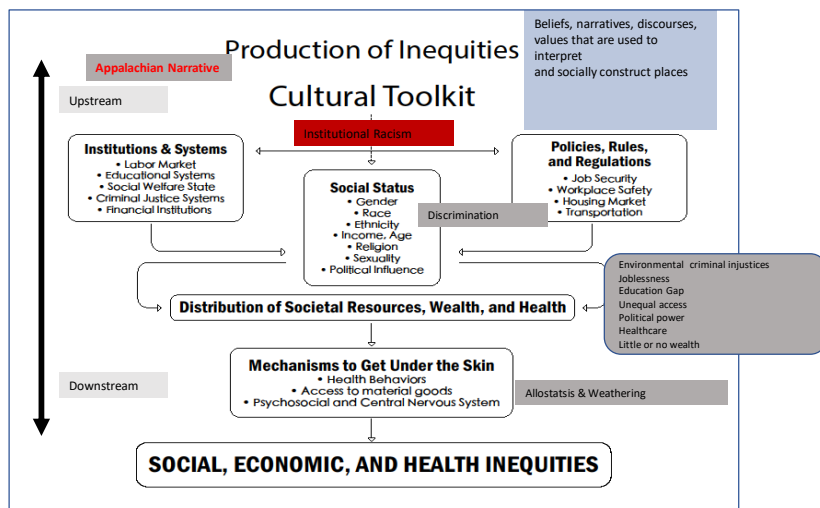 Production of Inequities
Cultural Toolkit
Beliefs, narratives, discourses,
values that are used to
interpret
and socially construct places
Appalachian Narrative
Upstream
Institutional Racism
Institutions & Systems
• Labor Market
• Educational Systems
• Social Welfare State
• Criminal Justice Systems
• Financial Institutions
Social Status
• Gender
• Race
• Ethnicity
• Income, Age
• Religion
• Sexuality
• Political Influence
Policies, Rules,
and Regulations
• Job Security
• Workplace Safety
• Housing Market
• Transportation
Discrimination
Environmental criminal injustices
Joblessness
Education Gap
Unequal access
Political power
Healthcare
Little or no wealth
Distribution of Societal Resources, Wealth, and Health
Mechanisms to Get Under the Skin
• Health Behaviors
• Access to material goods
• Psychosocial and Central Nervous System
Downstream
Allostatsis & Weathering
SOCIAL, ECONOMIC, AND HEALTH INEQUITIES